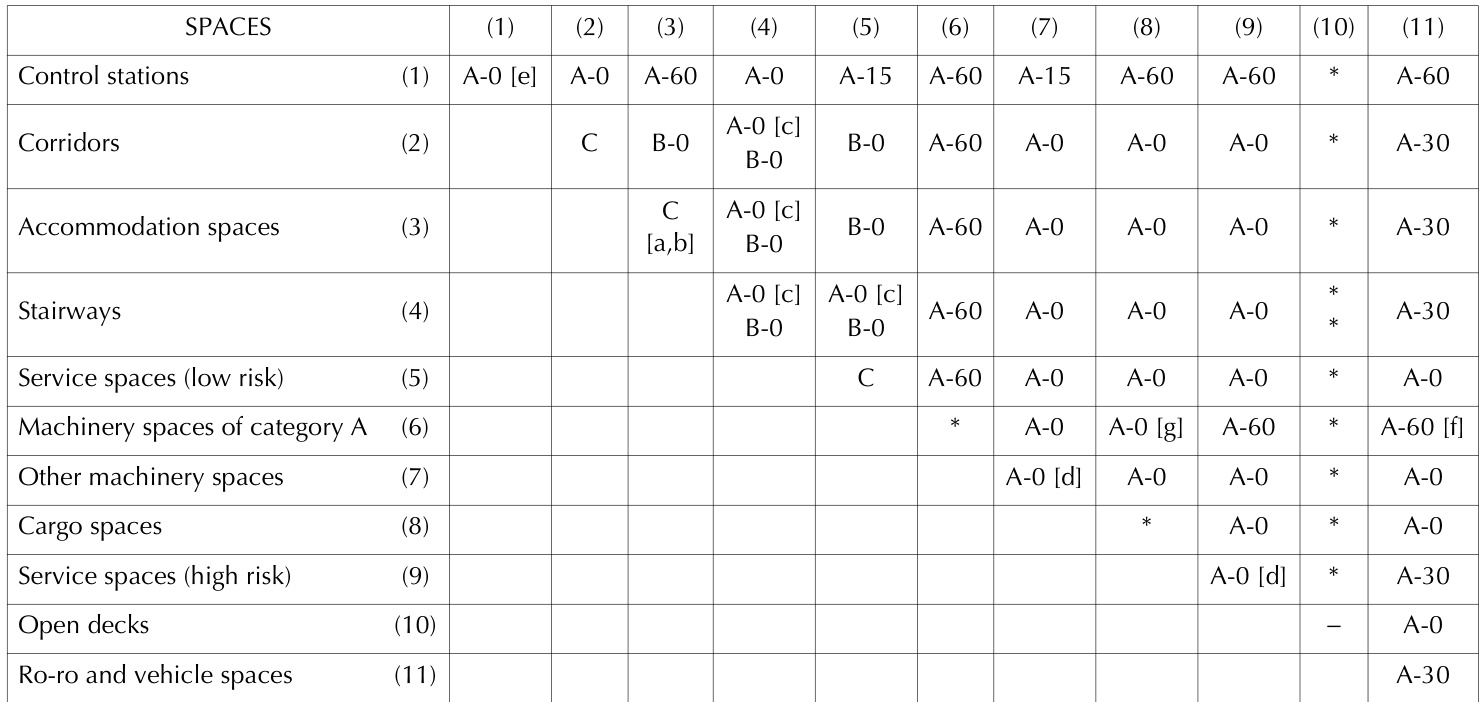 SPACES (1) (2) (3) (4) (5) (6) (7) (8) (9) (10) (11)
Control stations (1) A-0 [e] A-0 A-60 A-0 A-15 A-60 A-15 A-60 A-60 * A-60
Corridors (2) C B-0 A-0 [c] B-0 B-0 A-60 A-0 A-0 A-0 * A-30
Accommodation spaces (3) C [a,b] A-0 [c] B-0 B-0 A-60 A-0 A-0 A-0 * A-30
Stairways (4) A-0 [c] B-0 A-0 [c] B-0 A-60 A-0 A-0 A-0 * * A-30
Service spaces (low risk) (5) C A-60 A-0 A-0 A-0 * A-0
Machinery spaces of category A (6) * A-0 A-0 [g] A-60 * A-60 [f]
Other machinery spaces (7) A-0 [d] A-0 A-0 * A-0
Cargo spaces (8) * A-0 * A-0
Service spaces (high risk) (9) A-0 [d] * A-30
Open decks (10) – A-0
Ro-ro and vehicle spaces (11) A-30